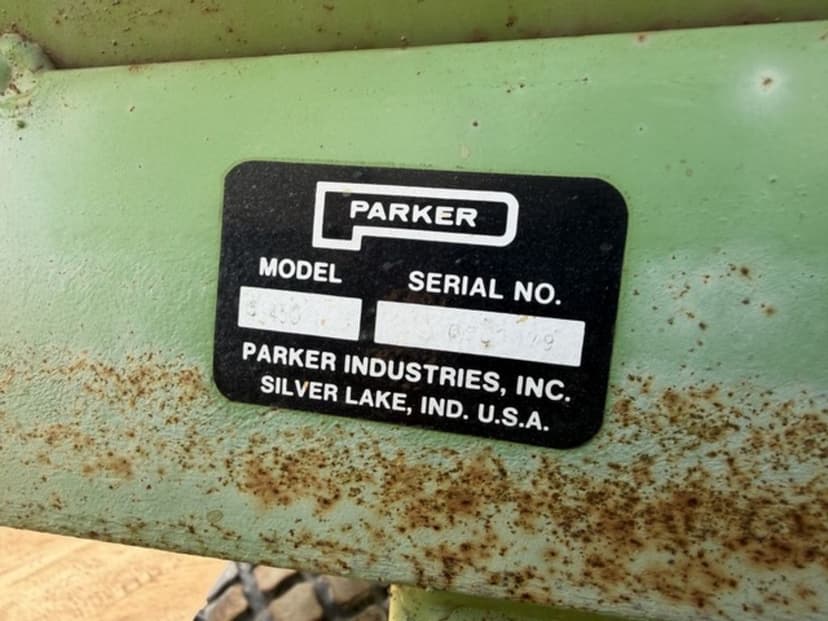 PARKER
MODEL SERIAL NO.
PARKER INDUSTRIES, INC.
SILVER LAKE, IND. U.S.A.